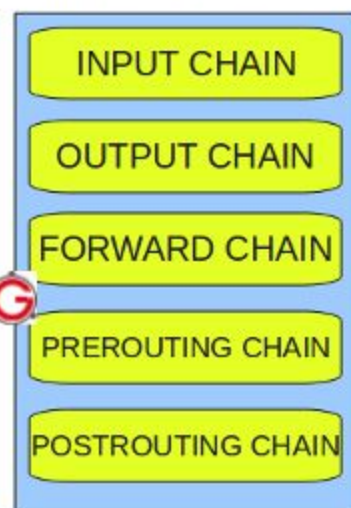 INPUT CHAIN
OUTPUT CHAIN
FORWARD CHAIN
G
PREROUTING CHAIN
POSTROUTING CHAIN